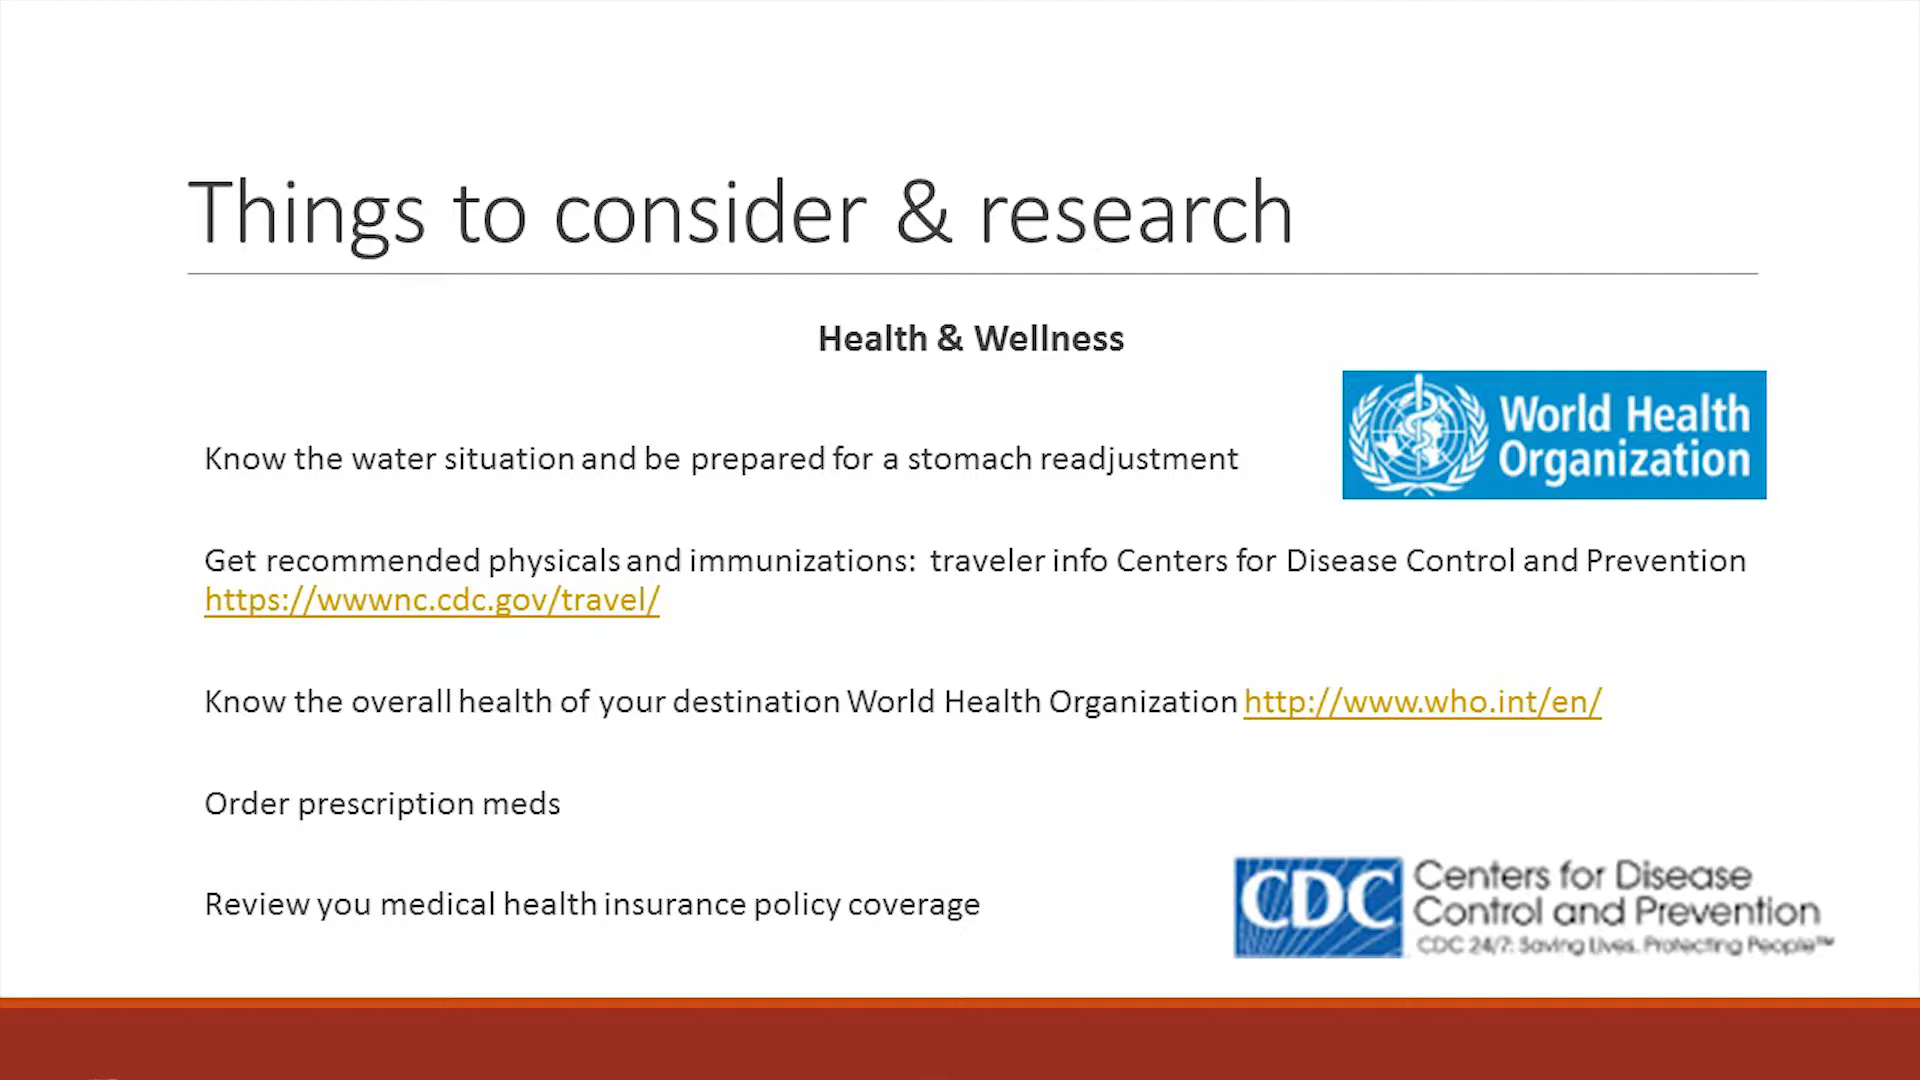 Things to consider & research
Health & Wellness
World Health
Organization
Know the water situation and be prepared for a stomach readjustment
Get recommended physicals and immunizations: traveler info Centers for Disease Control and Prevention
https://wwwnc.cdc.gov/travel/
Know the overall health of your destination World Health Organization http://www.who.int/en/
Order prescription meds
Review you medical health insurance policy coverage
CDC
Centers for Disease
Control and Prevention
CDC 24/7: Saving Lives. Protecting People™